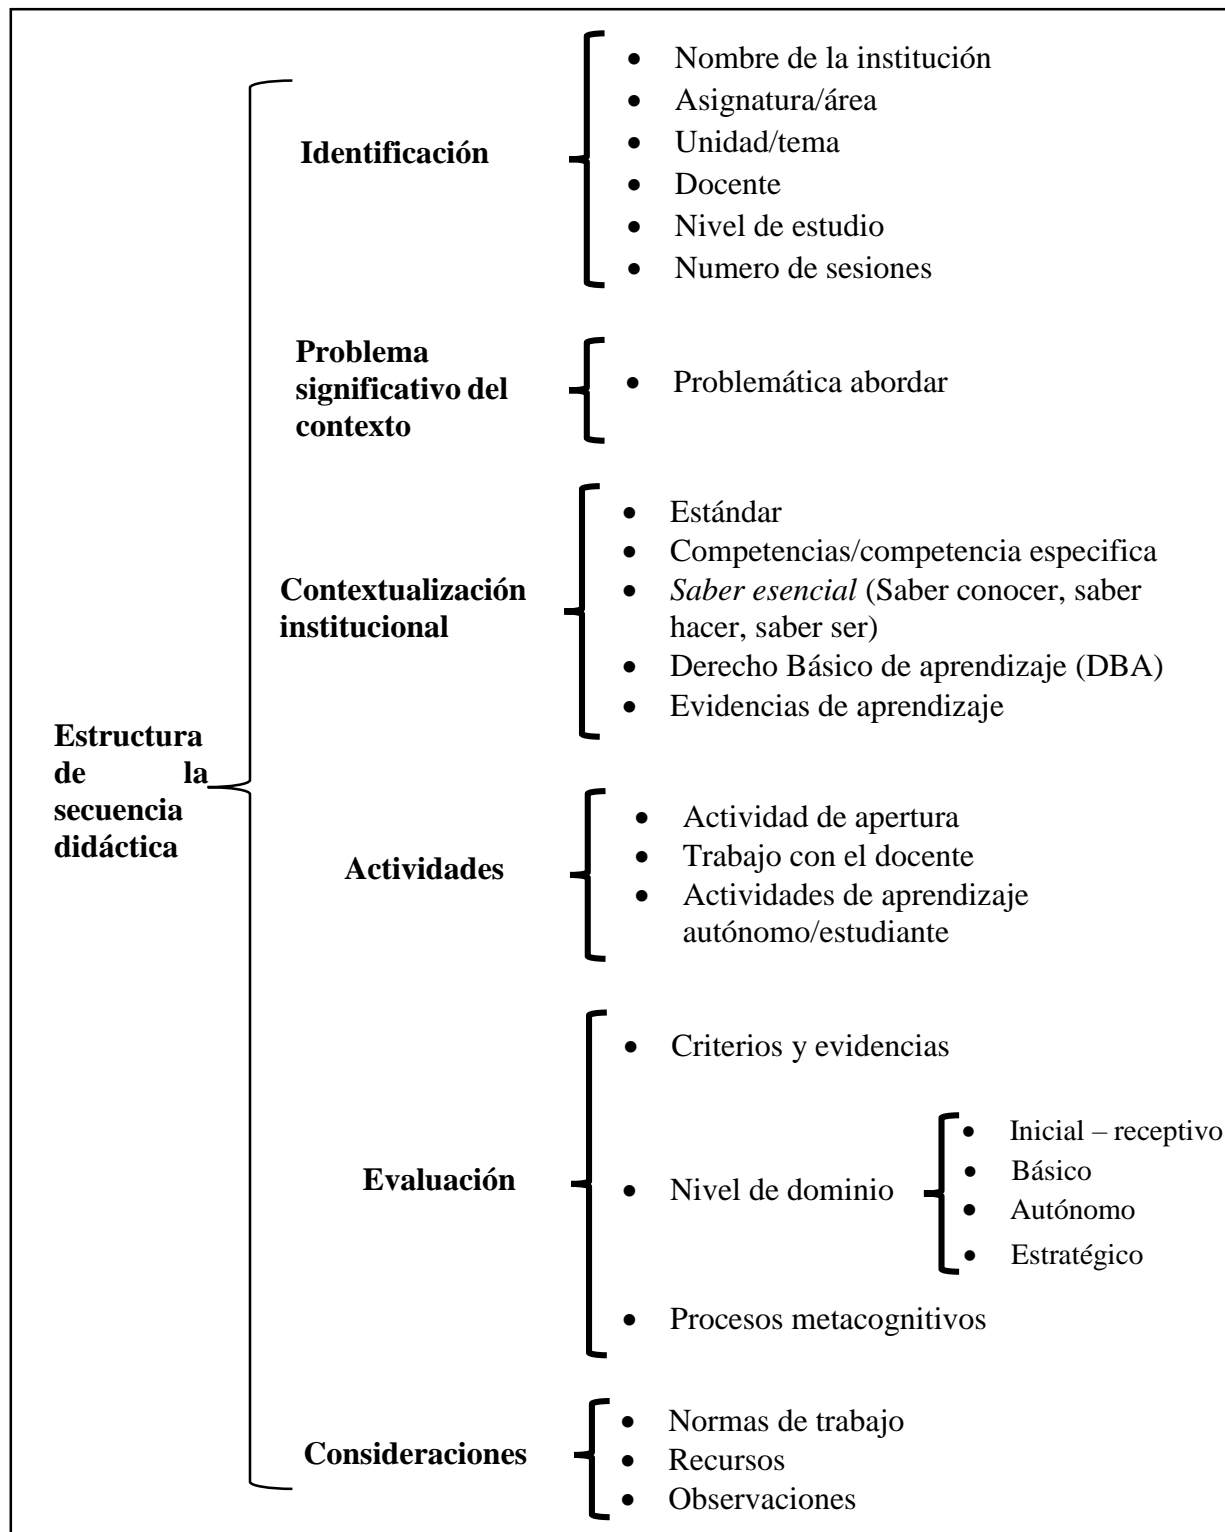 Estructura
de la
secuencia
didáctica
Identificación
• Nombre de la institución
• Asignatura/área
• Unidad/tema
• Docente
• Nivel de estudio
• Numero de sesiones
Problema
significativo del
contexto
• Problemática abordar
Contextualización
institucional
• Estándar
• Competencias/competencia especifica
• Saber esencial (Saber conocer, saber
hacer, saber ser)
• Derecho Básico de aprendizaje (DBA)
• Evidencias de aprendizaje
Actividades
• Actividad de apertura
• Trabajo con el docente
• Actividades de aprendizaje
autónomo/estudiante
Evaluación
• Criterios y evidencias
• Nivel de dominio
• Inicial – receptivo
• Básico
• Autónomo
• Estratégico
• Procesos metacognitivos
Consideraciones
• Normas de trabajo
• Recursos
• Observaciones